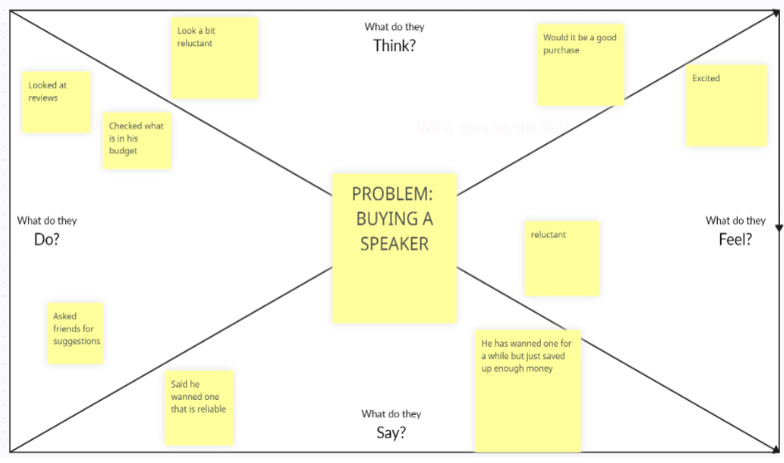 Look a bit
reluctant
What do they
Think?
Would it be a good
purchase
Excited
Looked at
reviews
Checked what
is in his
budget
What does he/she see?
PROBLEM:
BUYING A
SPEAKER
What do they
Do?
What do they
Feel?
reluctant
Asked
friends for
suggestions
He has wanned one for
a while but just saved
up enough money
Said he
wanned one
that is reliable
What do they
Say?